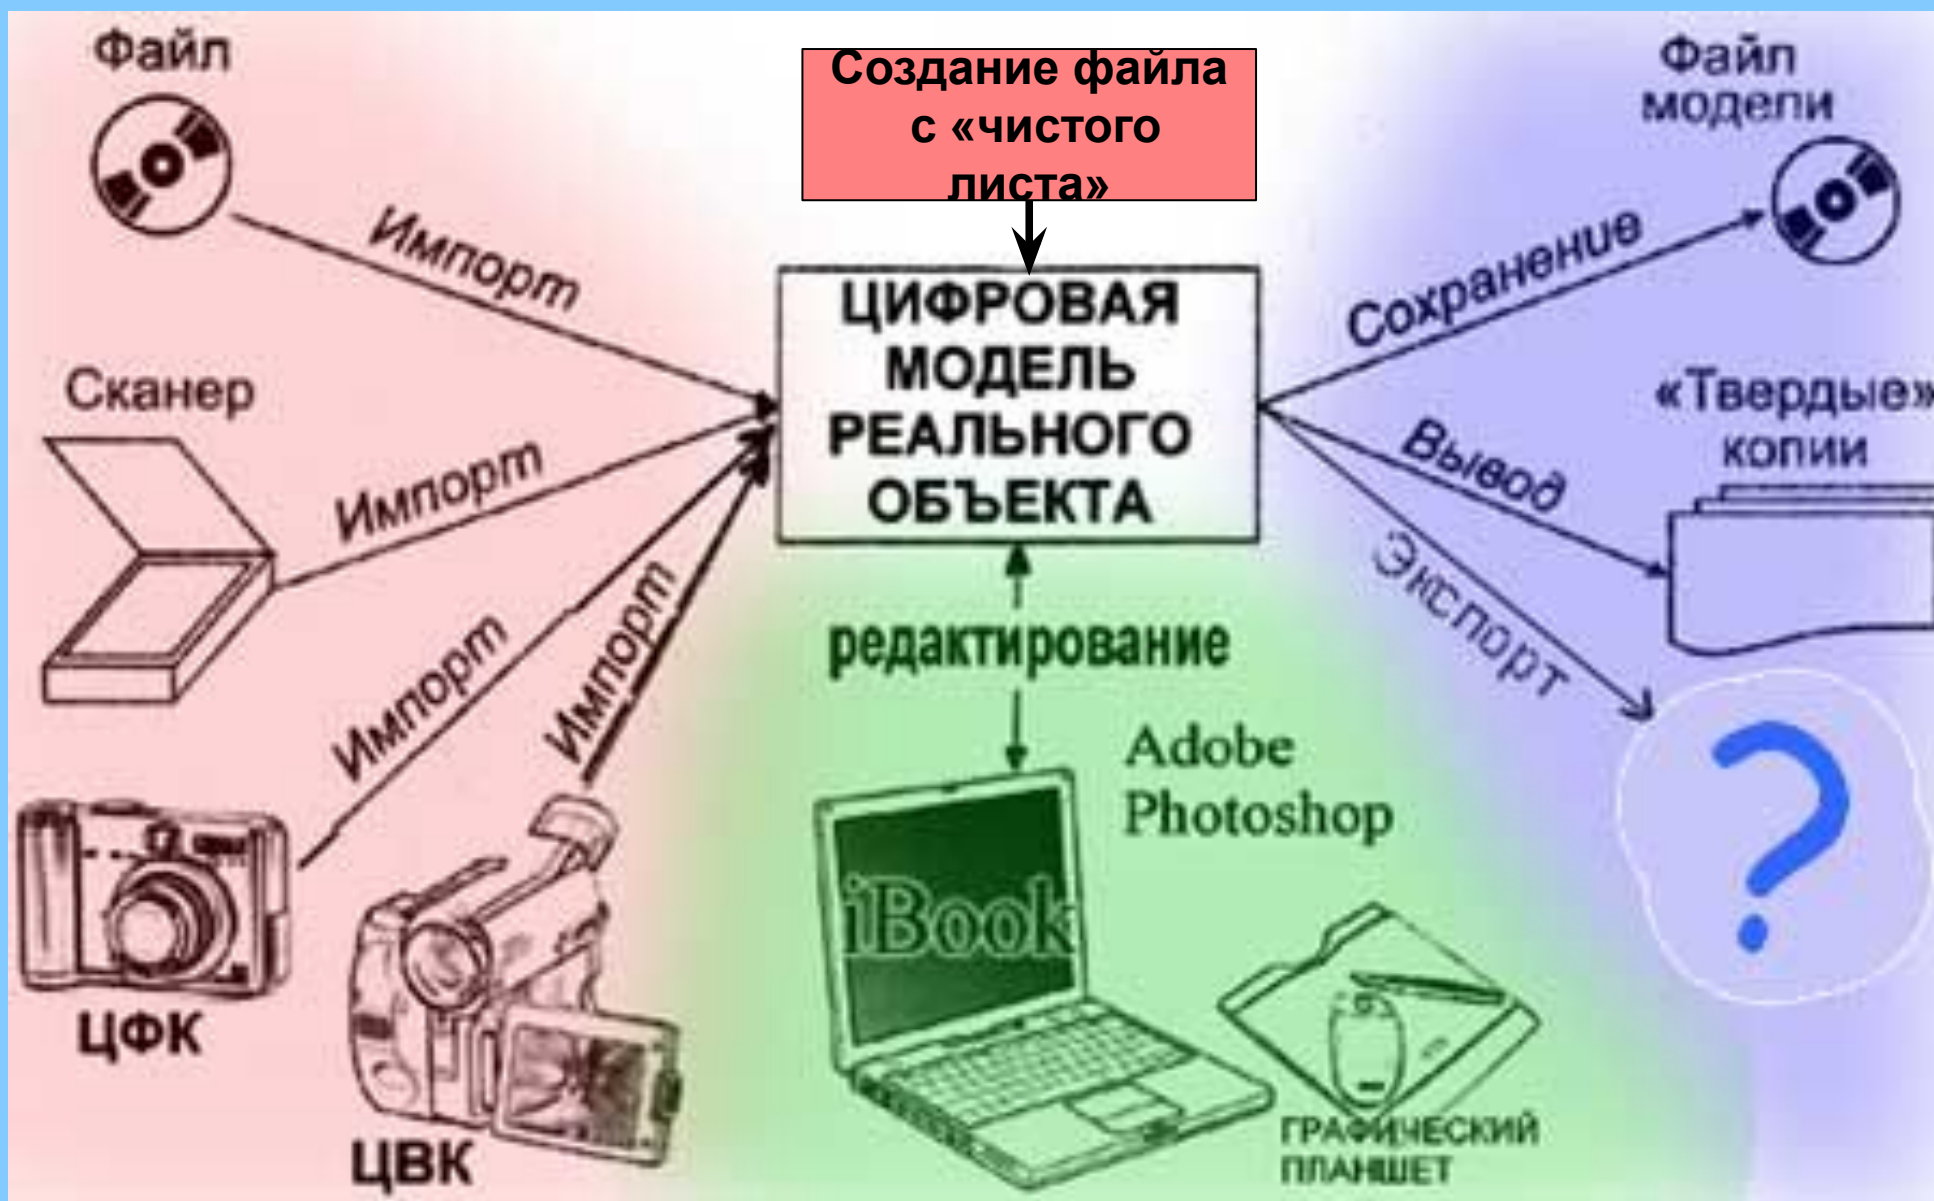 Файл
Создание файла
с «чистого
листа»
Файл
модели
Импорт
Сохранение
ЦИФРОВАЯ
МОДЕЛЬ
РЕАЛЬНОГО
ОБЪЕКТА
Сканер
Импорт
«Твердые»
копии
Вывод
Экспорт
Импорт
Импорт
редактирование
Adobe
Photoshop
iBook
?
ЦФК
ЦВК
ГРАФИЧЕСКИЙ
ПЛАНШЕТ